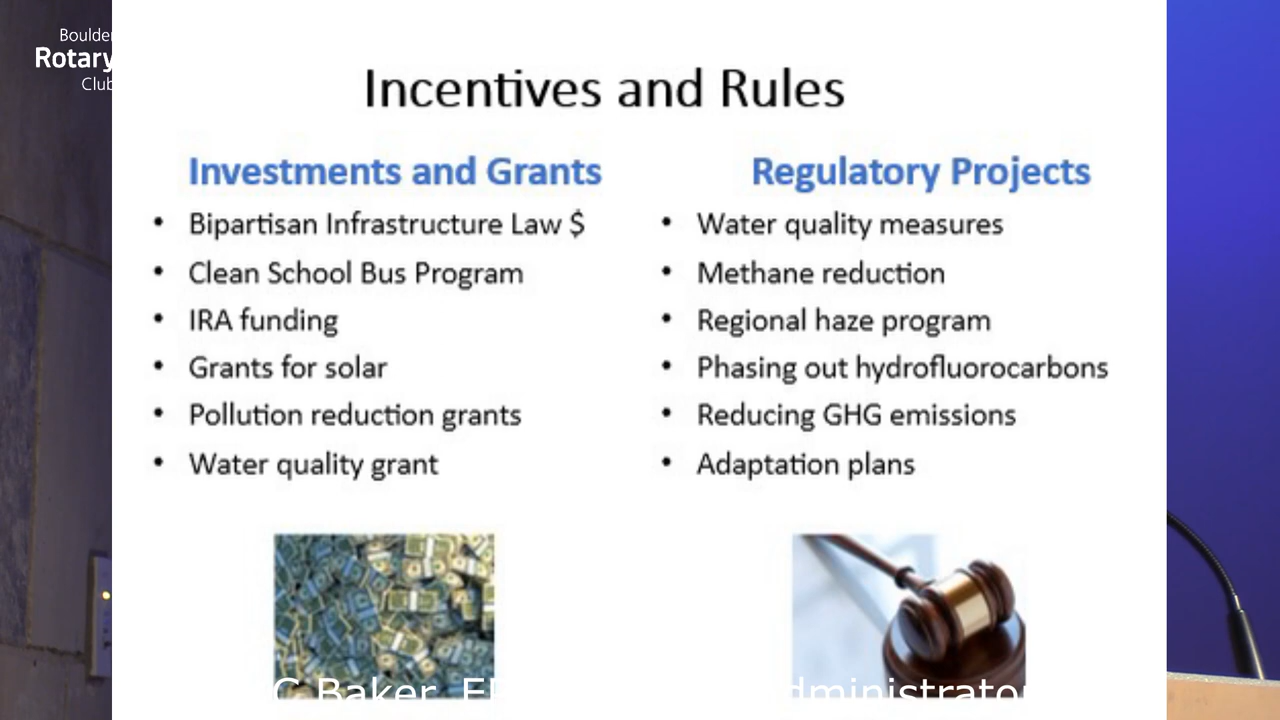 Boulder
Rotary
Club
Incentives and Rules
Investments and Grants
• Bipartisan Infrastructure Law $
• Clean School Bus Program
• IRA funding
• Grants for solar
• Pollution reduction grants
• Water quality grant
Regulatory Projects
• Water quality measures
• Methane reduction
• Regional haze program
• Phasing out hydrofluorocarbons
• Reducing GHG emissions
• Adaptation plans
Baker,